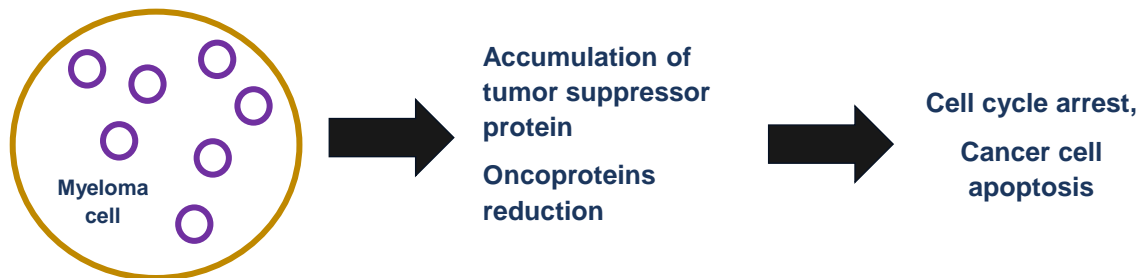 Myeloma
cell
Accumulation of
tumor suppressor
protein
Oncoproteins
reduction
Cell cycle arrest,
Cancer cell
apoptosis